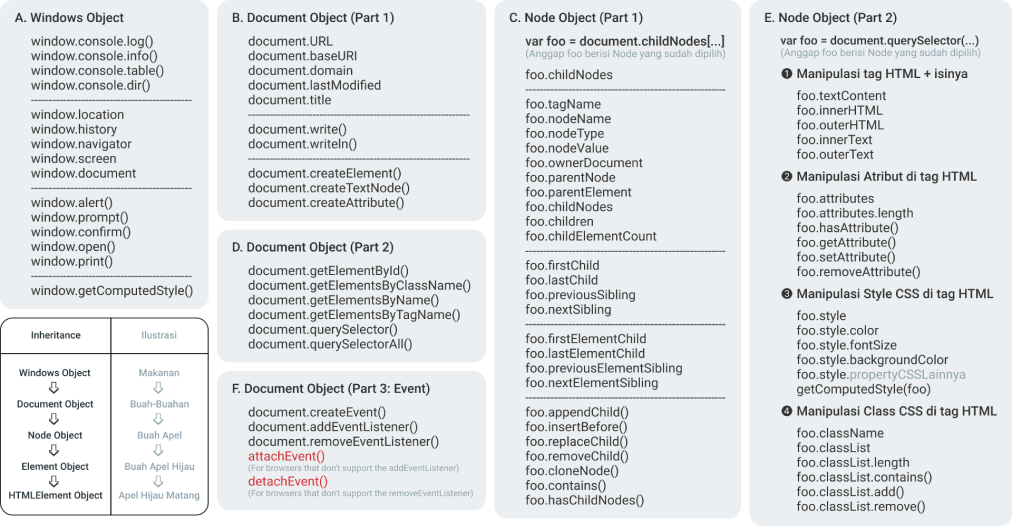 A. Windows Object
window.console.log()
window.console.info()
window.console.table()
window.console.dir()
window.location
window.history
window.navigator
window.screen
window.document
window.alert()
window.prompt()
window.confirm()
window.open()
window.print()
window.getComputedStyle()
Inheritance
Ilustrasi
Windows Object
Makanan
Document Object
Buah-Buahan
Node Object
Buah Apel
Element Object
Buah Apel Hijau
HTMLElement Object
Apel Hijau Matang
B. Document Object (Part 1)
document.URL
document.baseURI
document.domain
document.lastModified
document.title
document.write()
document.writeln()
document.createElement()
document.createTextNode()
document.createAttribute()
D. Document Object (Part 2)
document.getElementById()
document.getElementsByClassName()
document.getElementsByName()
document.getElementsByTagName()
document.querySelector()
document.querySelectorAll()
F. Document Object (Part 3: Event)
document.createEvent()
document.addEventListener()
document.removeEventListener()
attachEvent()
(For browsers that don't support the addEventListener)
detachEvent()
(For browsers that don't support the removeEventListener)
C. Node Object (Part 1)
var foo = document.childNodes[...]
(Anggap foo berisi Node yang sudah dipilih)
foo.childNodes
foo.tagName
foo.nodeName
foo.nodeType
foo.nodeValue
foo.ownerDocument
foo.parentNode
foo.parentElement
foo.childNodes
foo.children
foo.childElementCount
foo.firstChild
foo.lastChild
foo.previousSibling
foo.nextSibling
foo.firstElementChild
foo.lastElementChild
foo.previousElementSibling
foo.nextElementSibling
foo.appendChild()
foo.insertBefore()
foo.replaceChild()
foo.removeChild()
foo.cloneNode()
foo.contains()
foo.hasChildNodes()
E. Node Object (Part 2)
var foo = document.querySelector(...)
(Anggap foo berisi Node yang sudah dipilih)
❶ Manipulasi tag HTML + isinya
foo.textContent
foo.innerHTML
foo.outerHTML
foo.innerText
foo.outerText
❷ Manipulasi Atribut di tag HTML
foo.attributes
foo.attributes.length
foo.hasAttribute()
foo.getAttribute()
foo.setAttribute()
foo.removeAttribute()
❸ Manipulasi Style CSS di tag HTML
foo.style
foo.style.color
foo.style.fontSize
foo.style.backgroundColor
foo.style.propertyCSSLainnya
getComputedStyle(foo)
❹ Manipulasi Class CSS di tag HTML
foo.className
foo.classList
foo.classList.length
foo.classList.contains()
foo.classList.add()
foo.classList.remove()